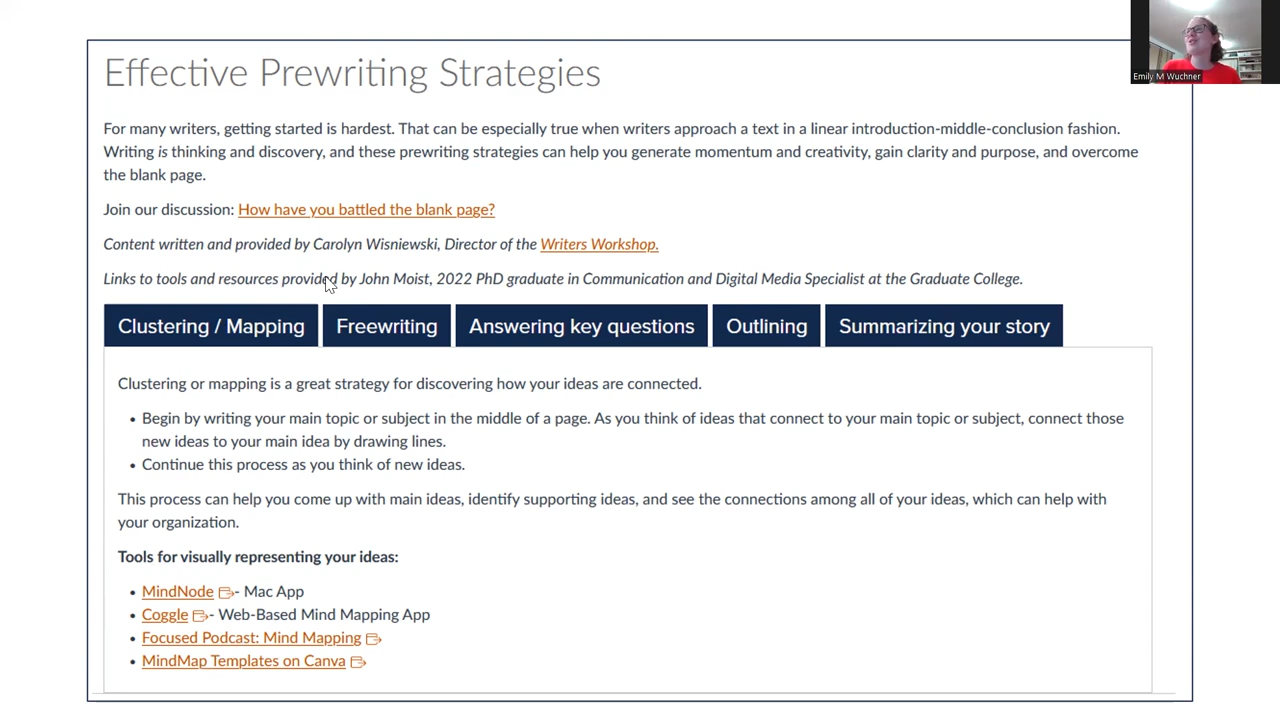 Effective Prewriting Strategies
Emily M Wuchner
For many writers, getting started is hardest. That can be especially true when writers approach a text in a linear introduction-middle-conclusion fashion.
Writing is thinking and discovery, and these prewriting strategies can help you generate momentum and creativity, gain clarity and purpose, and overcome
the blank page.
Join our discussion: How have you battled the blank page?
Content written and provided by Carolyn Wisniewski, Director of the Writers Workshop.
Links to tools and resources provided by John Moist, 2022 PhD graduate in Communication and Digital Media Specialist at the Graduate College.
Clustering / Mapping Freewriting Answering key questions Outlining Summarizing your story
Clustering or mapping is a great strategy for discovering how your ideas are connected.
• Begin by writing your main topic or subject in the middle of a page. As you think of ideas that connect to your main topic or subject, connect those
new ideas to your main idea by drawing lines.
• Continue this process as you think of new ideas.
This process can help you come up with main ideas, identify supporting ideas, and see the connections among all of your ideas, which can help with
your organization.
Tools for visually representing your ideas:
• MindNode - Mac App
• Coggle - Web-Based Mind Mapping App
• Focused Podcast: Mind Mapping
• MindMap Templates on Canva